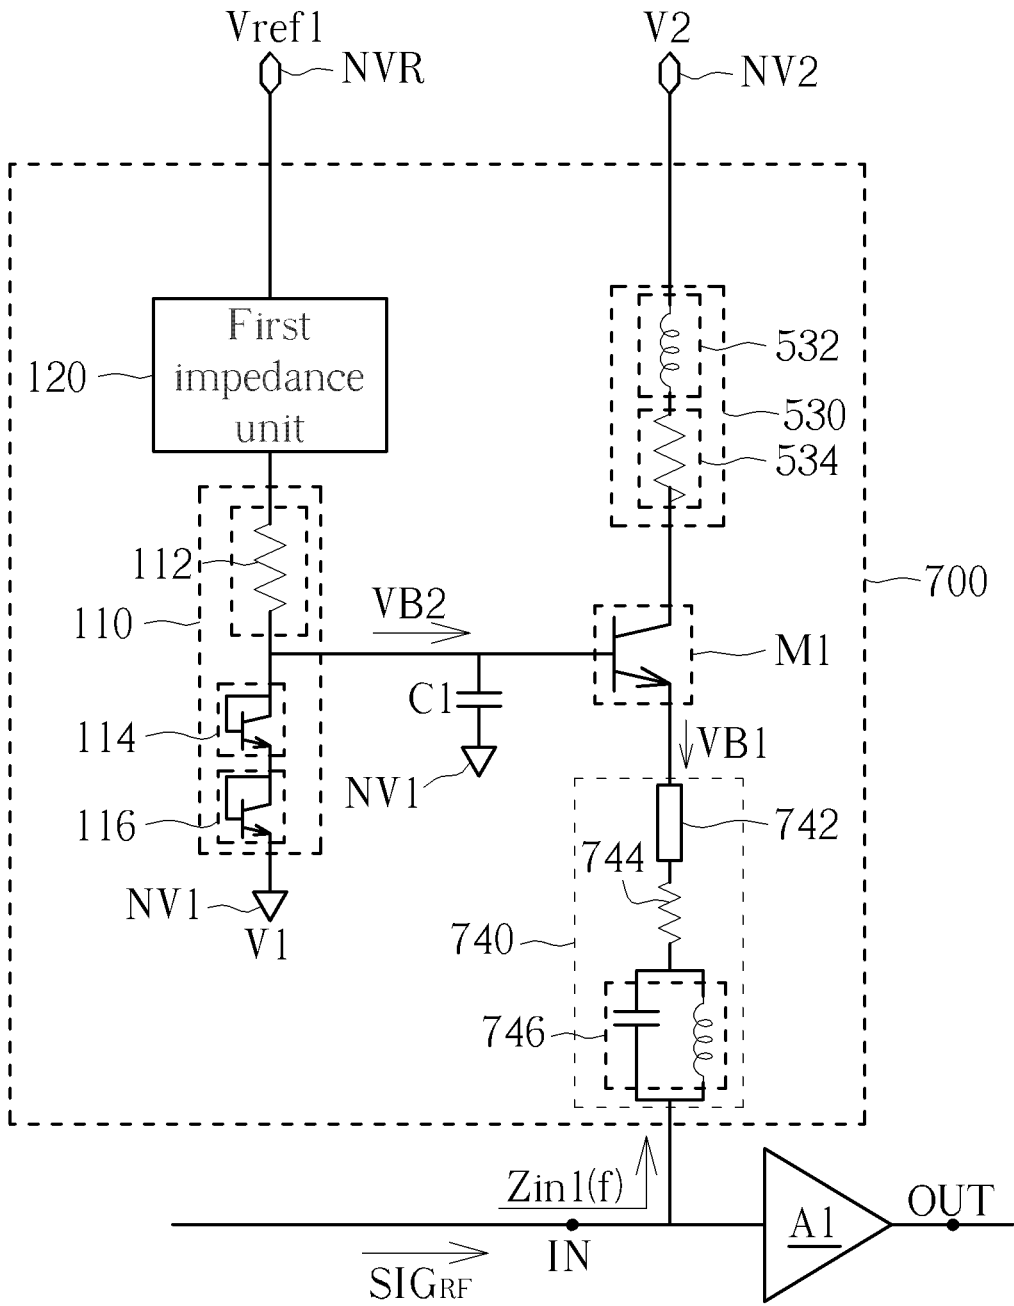 Vref1
V2
NVR
NV2
First
impedance
unit
120
532
530
534
112
110
VB2
700
M1
C1
114
NV1
VB1
116
742
744
NV1
V1
740
746
Zin1(f)
IN
A1
OUT
SIGRF